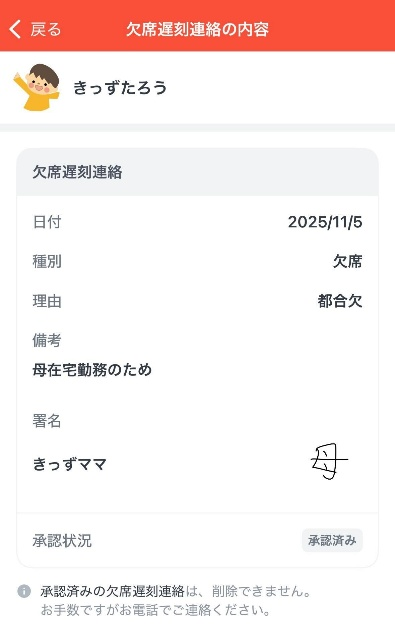 戻る
欠席遅刻連絡の内容
きっずたろう
欠席遅刻連絡
日付 2025/11/5
種別 欠席
理由 都合欠
備考
母在宅勤務のため
署名
きっずママ 母
承認状況 承認済み
承認済みの欠席遅刻連絡は、削除できません。
お手数ですがお電話でご連絡ください。